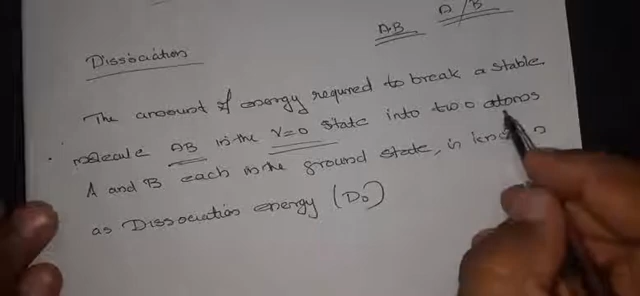 AB A/B
Dissociation
The amount of energy required to break a stable
molecule AB in the v=0 state into two atoms
A and B each in the ground state, is known
as Dissociation energy (D0)